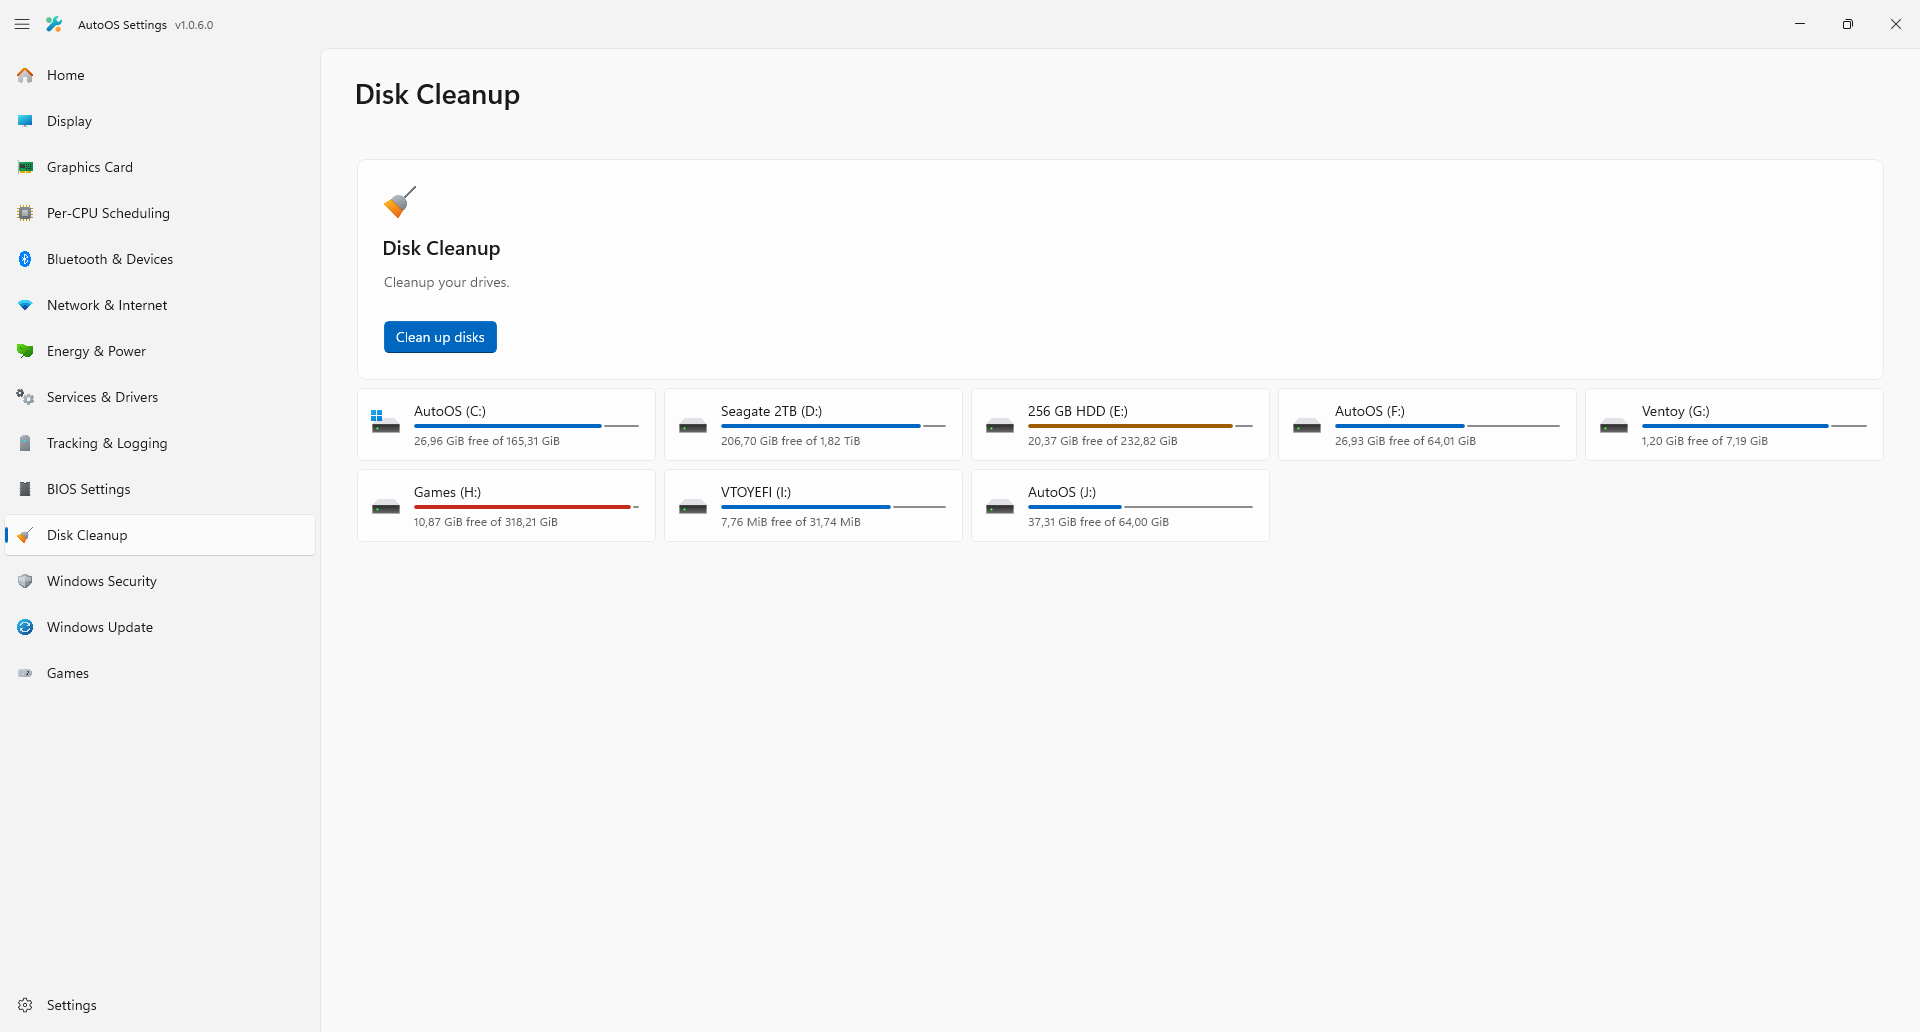 AutoOS Settings v1.0.6.0
Home
Display
Graphics Card
Per-CPU Scheduling
Bluetooth & Devices
Network & Internet
Energy & Power
Services & Drivers
Tracking & Logging
BIOS Settings
Disk Cleanup
Windows Security
Windows Update
Games
Settings
Disk Cleanup
Disk Cleanup
Cleanup your drives.
Clean up disks
AutoOS (C:)
26,96 GiB free of 165,31 GiB
Seagate 2TB (D:)
206,70 GiB free of 1,82 TiB
256 GB HDD (E:)
20,37 GiB free of 232,82 GiB
AutoOS (F:)
26,93 GiB free of 64,01 GiB
Ventoy (G:)
1,20 GiB free of 7,19 GiB
Games (H:)
10,87 GiB free of 318,21 GiB
VTOYEFI (I:)
7,76 MiB free of 31,74 MiB
AutoOS (J:)
37,31 GiB free of 64,00 GiB